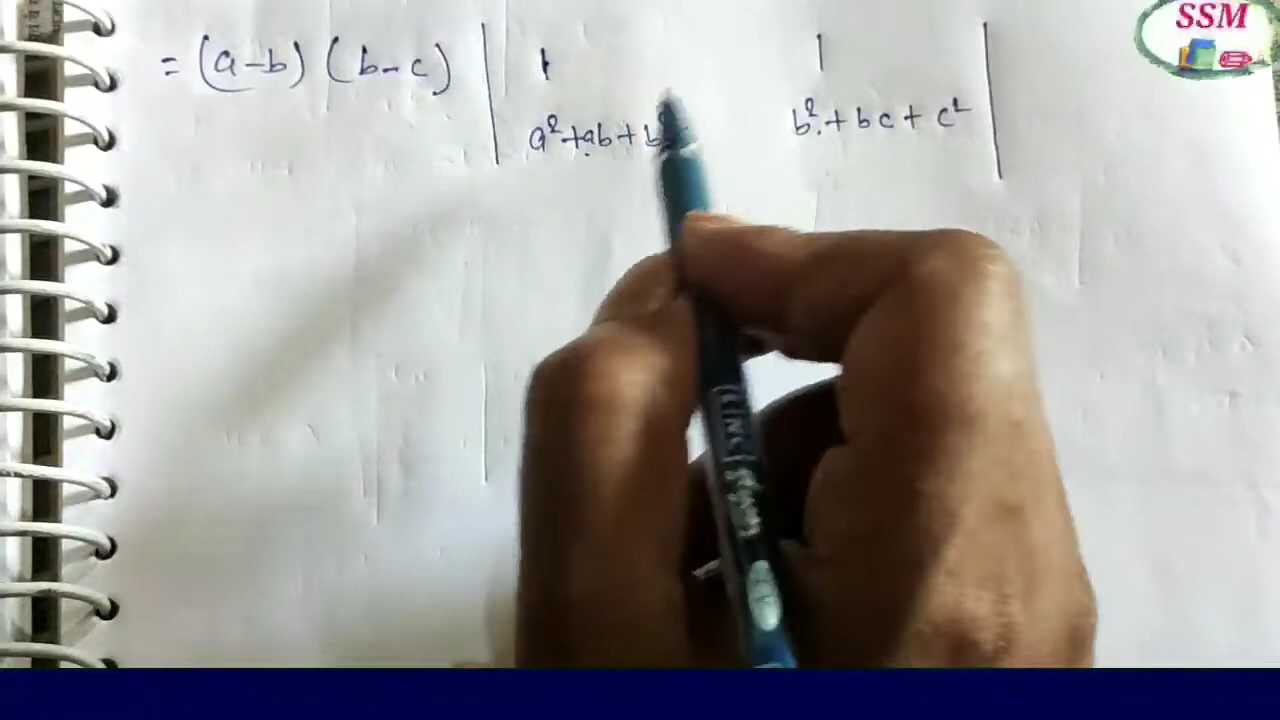 SSM
= (a-b) (b-c) | 1 1 |
a²+ab+b² b²+bc+c²